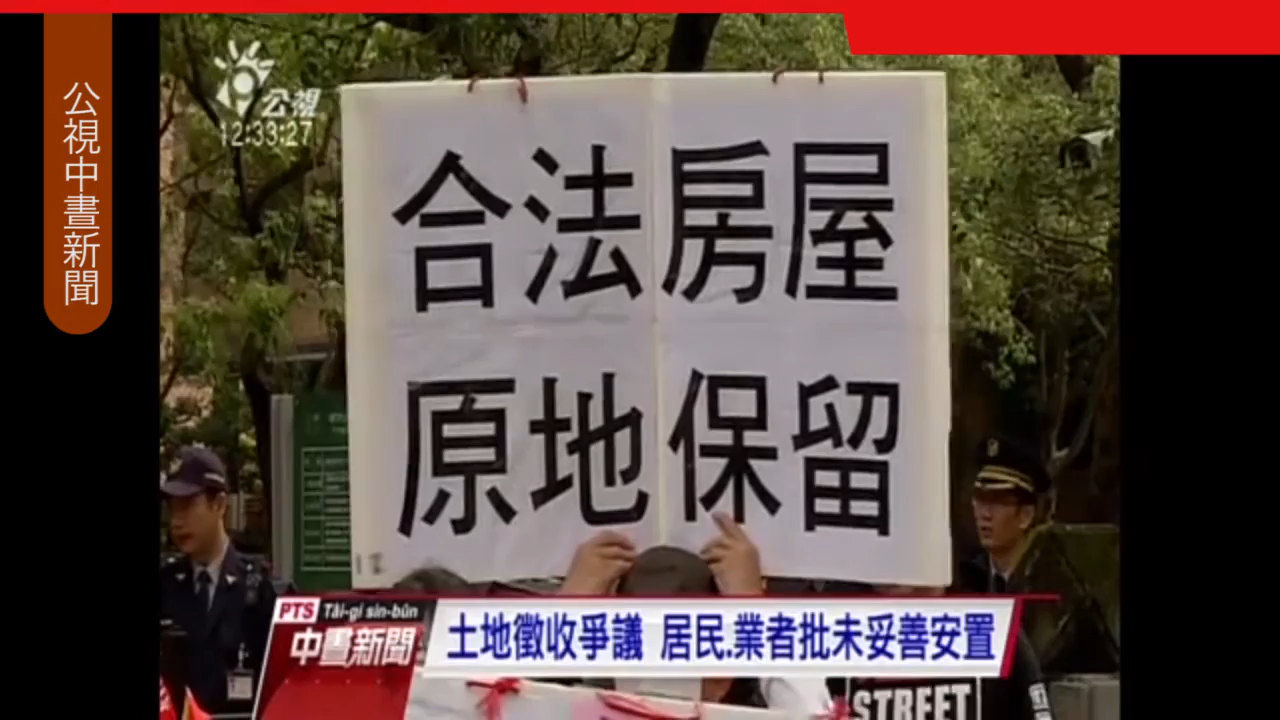 公視中晝新聞
公視
12:33:27
合法房屋
原地保留
PTS Tâi-gí sin-bûn
中晝新聞
土地徵收爭議 居民.業者批未妥善安置
STREET